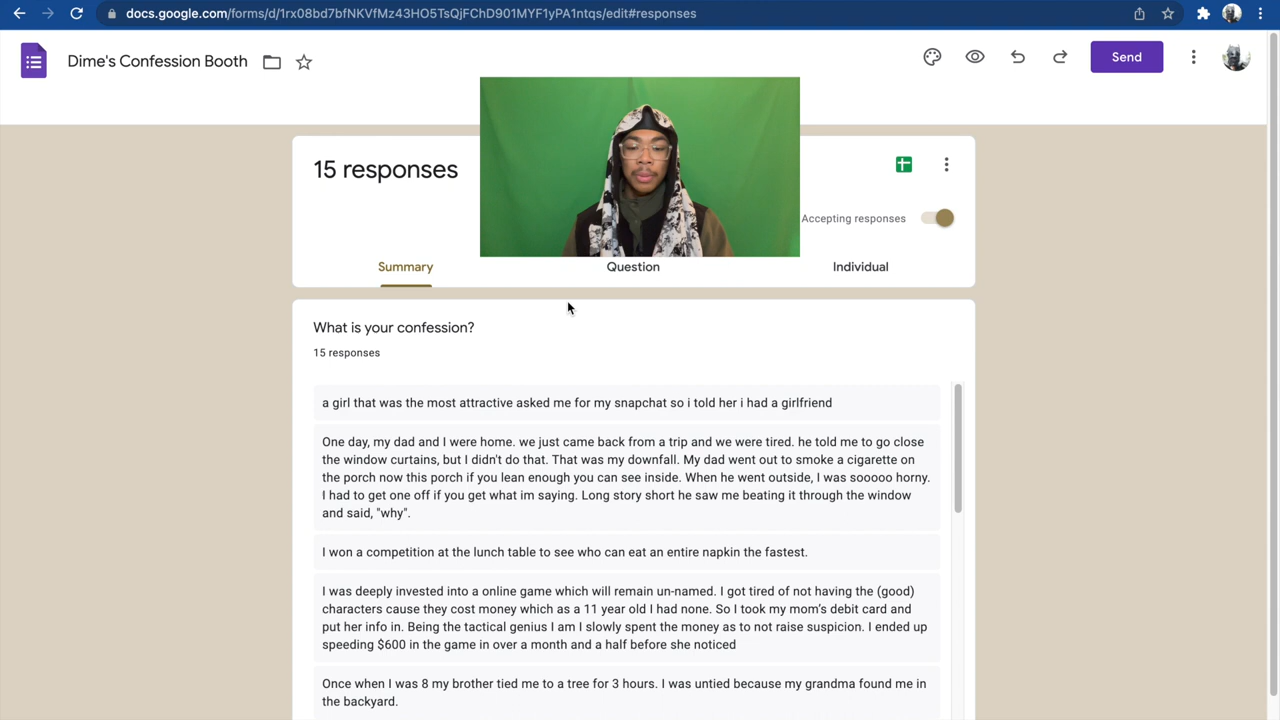 docs.google.com/forms/d/1rx08bd7bfNKVfMz43HO5TsQjFChD901MYF1yPA1ntqs/edit#responses
Dime's Confession Booth
Send
15 responses
Accepting responses
Summary
Question
Individual
What is your confession?
15 responses
a girl that was the most attractive asked me for my snapchat so i told her i had a girlfriend
One day, my dad and I were home. we just came back from a trip and we were tired. he told me to go close
the window curtains, but I didn't do that. That was my downfall. My dad went out to smoke a cigarette on
the porch now this porch if you lean enough you can see inside. When he went outside, I was sooooo horny.
I had to get one off if you get what im saying. Long story short he saw me beating it through the window
and said, "why".
I won a competition at the lunch table to see who can eat an entire napkin the fastest.
I was deeply invested into a online game which will remain un-named. I got tired of not having the (good)
characters cause they cost money which as a 11 year old I had none. So I took my mom’s debit card and
put her info in. Being the tactical genius I am I slowly spent the money as to not raise suspicion. I ended up
speeding $600 in the game in over a month and a half before she noticed
Once when I was 8 my brother tied me to a tree for 3 hours. I was untied because my grandma found me in
the backyard.